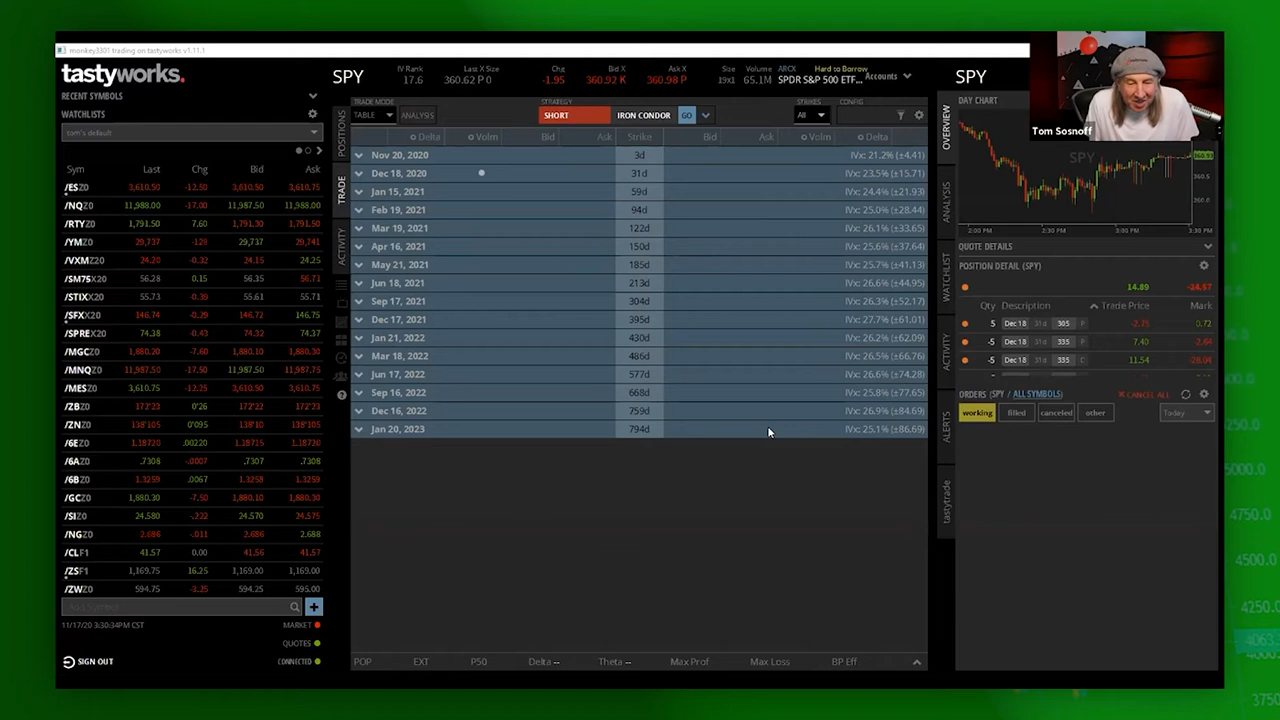 monkey3301 trading on tastyworks v1.11.1
tastyworks.
RECENT SYMBOLS
WATCHLISTS
tom's default
Sym Last Chg Bid Ask
/ESZ0 3,610.50 -12.50 3,610.50 3,610.75
/NQZ0 11,988.00 -17.00 11,987.50 11,988.00
/RTYZ0 1,791.50 7.60 1,791.30 1,791.50
/YMZ0 29,737 -129 29,737 29,741
/VXMZ20 24.20 -0.32 24.15 24.25
/SM75X20 56.28 0.15 56.35 56.71
/STIXX20 55.73 -0.39 55.61 55.71
/SFXX20 146.74 -0.29 146.72 146.75
/SPREX20 74.38 -0.43 74.32 74.37
/MGCZ0 1,880.20 -7.60 1,880.10 1,880.30
/MNQZ0 11,987.50 -17.50 11,987.50 11,987.75
/MESZ0 3,610.75 -12.25 3,610.50 3,610.75
/ZBZ0 172'23 0'26 172'22 172'23
/ZNZ0 138'105 0'095 138'10 138'105
/6EZ0 1.18720 .00220 1.18715 1.18720
/6AZ0 .7308 -.0007 .7307 .7308
/6BZ0 1.3259 .0067 1.3258 1.3259
/GCZ0 1,880.30 -7.50 1,880.10 1,880.30
/SIZ0 24.580 -.222 24.570 24.575
/NGZ0 2.686 -.011 2.686 2.688
/CLF1 41.57 0.00 41.56 41.57
/ZSF1 1,169.75 16.25 1,169.00 1,169.00
/ZWZ0 594.75 -3.25 594.25 595.00
Add Symbol
11/17/20 3:30:34PM CST MARKET
QUOTES
SIGN OUT CONNECTED
SPY
IV Rank Last X Size Chg Bid X Ask X Size Volume ARCX Hard to Borrow
17.6 360.62 P 0 -1.95 360.92 K 360.98 P 19x1 65.1M SPDR S&P 500 ETF... Accounts
TRADE MODE STRATEGY STRIKES CONFIG
TABLE ANALYSIS SHORT IRON CONDOR GO All
POSITIONS
TRADE
ACTIVITY
Delta Volm Bid Ask Strike Bid Ask Volm Delta
Nov 20, 2020 3d IVx: 21.2% (±4.41)
Dec 18, 2020 31d IVx: 23.5% (±15.71)
Jan 15, 2021 59d IVx: 24.4% (±21.93)
Feb 19, 2021 94d IVx: 25.0% (±28.44)
Mar 19, 2021 122d IVx: 26.1% (±33.65)
Apr 16, 2021 150d IVx: 25.6% (±37.64)
May 21, 2021 185d IVx: 25.7% (±41.13)
Jun 18, 2021 213d IVx: 26.6% (±44.95)
Sep 17, 2021 304d IVx: 26.3% (±52.17)
Dec 17, 2021 395d IVx: 27.7% (±61.01)
Jan 21, 2022 430d IVx: 26.2% (±62.09)
Mar 18, 2022 486d IVx: 26.5% (±66.76)
Jun 17, 2022 577d IVx: 26.6% (±74.28)
Sep 16, 2022 668d IVx: 25.8% (±77.65)
Dec 16, 2022 759d IVx: 26.9% (±84.69)
Jan 20, 2023 794d IVx: 25.1% (±86.69)
POP EXT P50 Delta -- Theta -- Max Prof Max Loss BP Eff
OVERVIEW
ANALYSIS
WATCHLIST
ACTIVITY
ALERTS
tastytrade
SPY
Tom Sosnoff
DAY CHART
SPY
360.93
360.5
360
2:00 PM 2:30 PM 3:00 PM 3:30 PM
QUOTE DETAILS
POSITION DETAIL (SPY)
14.89 -24.57
Qty Description Trade Price Mark
5 Dec 18 31d 305 P -2.75 0.72
-5 Dec 18 31d 335 P 7.40 -2.64
-5 Dec 18 31d 335 C 11.54 -28.04
ORDERS (SPY / ALL SYMBOLS) CANCEL ALL
working filled canceled other Today
5000.0
4750.0
4500.0
4250.0
4063.
4000.0
3750.0